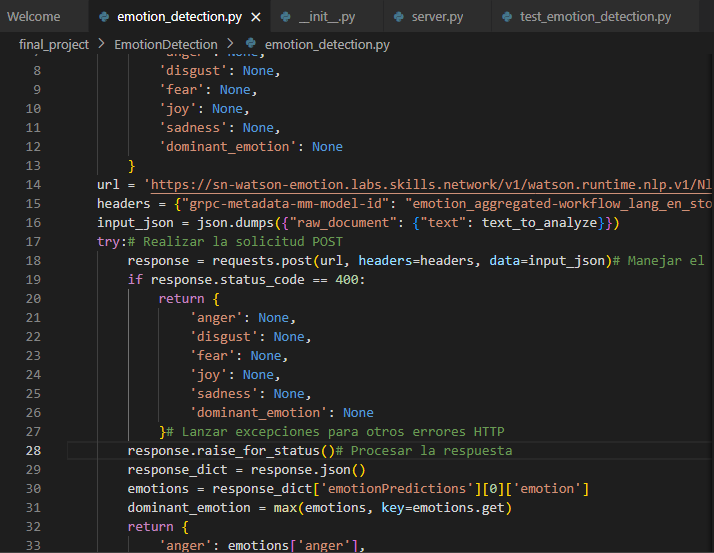 Welcome emotion_detection.py __init__.py server.py test_emotion_detection.py
final_project > EmotionDetection > emotion_detection.py
7 'anger': None,
8 'disgust': None,
9 'fear': None,
10 'joy': None,
11 'sadness': None,
12 'dominant_emotion': None
13 }
14 url = 'https://sn-watson-emotion.labs.skills.network/v1/watson.runtime.nlp.v1/Nl
15 headers = {"grpc-metadata-mm-model-id": "emotion_aggregated-workflow_lang_en_sto
16 input_json = json.dumps({"raw_document": {"text": text_to_analyze}})
17 try:# Realizar la solicitud POST
18 response = requests.post(url, headers=headers, data=input_json)# Manejar el
19 if response.status_code == 400:
20 return {
21 'anger': None,
22 'disgust': None,
23 'fear': None,
24 'joy': None,
25 'sadness': None,
26 'dominant_emotion': None
27 }# Lanzar excepciones para otros errores HTTP
28 response.raise_for_status()# Procesar la respuesta
29 response_dict = response.json()
30 emotions = response_dict['emotionPredictions'][0]['emotion']
31 dominant_emotion = max(emotions, key=emotions.get)
32 return {
33 'anger': emotions['anger'],